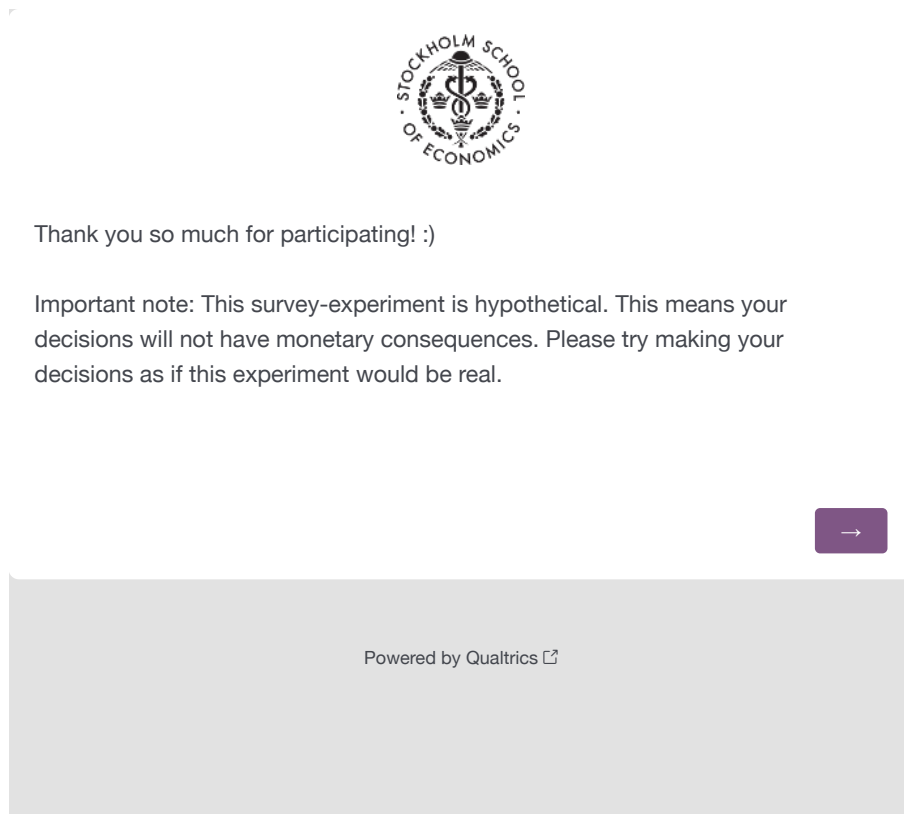 STOCKHOLM SCHOOL OF ECONOMICS
Thank you so much for participating! :)
Important note: This survey-experiment is hypothetical. This means your
decisions will not have monetary consequences. Please try making your
decisions as if this experiment would be real.
→
Powered by Qualtrics